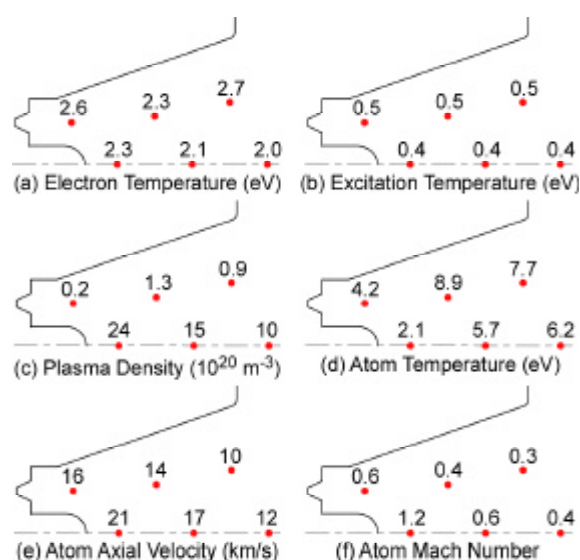 2.7
2.6 2.3
2.3 2.1 2.0
(a) Electron Temperature (eV)
0.5
0.5 0.5
0.4 0.4 0.4
(b) Excitation Temperature (eV)
0.9
0.2 1.3
24 15 10
(c) Plasma Density (10²⁰ m⁻³)
7.7
4.2 8.9
2.1 5.7 6.2
(d) Atom Temperature (eV)
10
16 14
21 17 12
(e) Atom Axial Velocity (km/s)
0.3
0.6 0.4
1.2 0.6 0.4
(f) Atom Mach Number